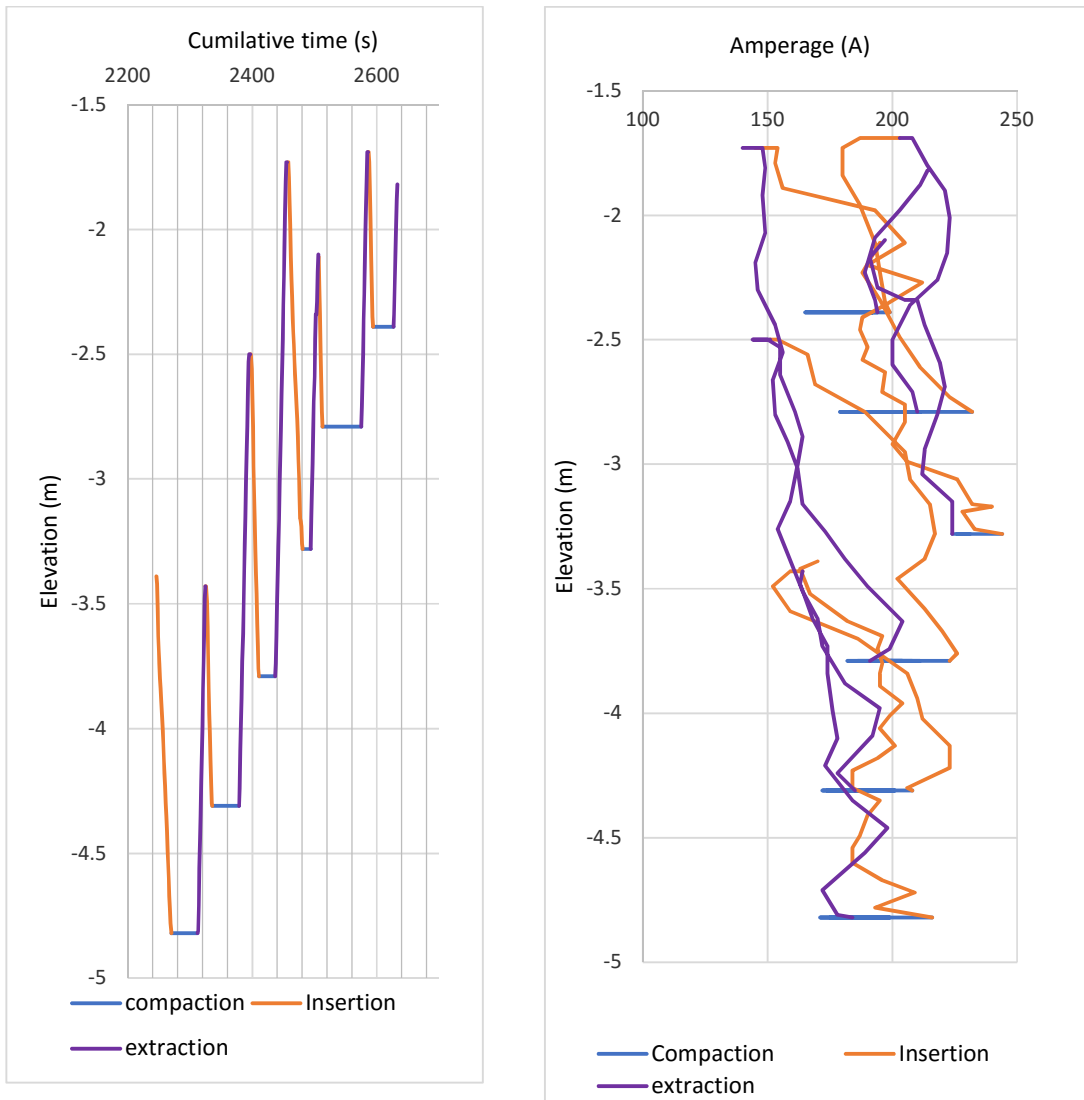 Cumilative time (s)
2200 2400 2600
-1.5
-2
-2.5
-3
-3.5
-4
-4.5
-5
Elevation (m)
compaction Insertion
extraction
Amperage (A)
100 150 200 250
-1.5
-2
-2.5
-3
-3.5
-4
-4.5
-5
Elevation (m)
Compaction Insertion
extraction